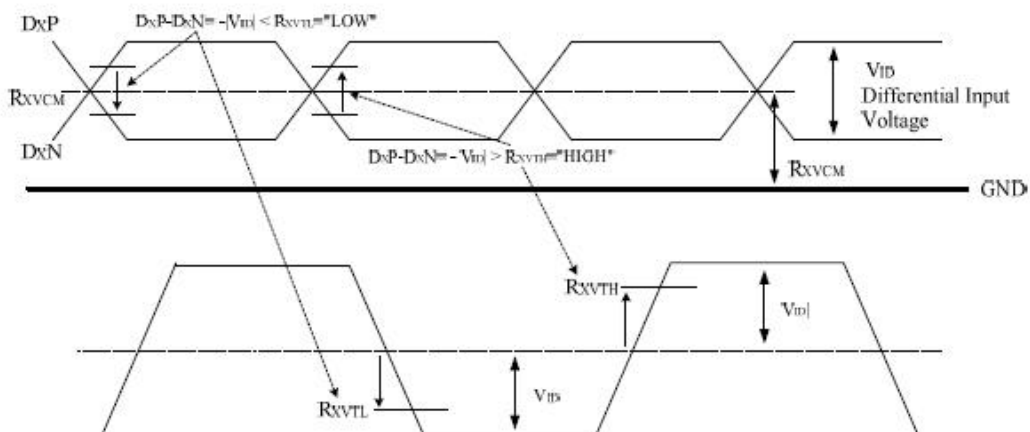 DxP
DxP-DxN= -|VID| < RXVTL="LOW"
RXVCM
VID
Differential Input
Voltage
DxN
DxP-DxN= -VID| > RXVTH="HIGH"
RXVCM
GND
RXVTH
VID|
RXVTL
VID